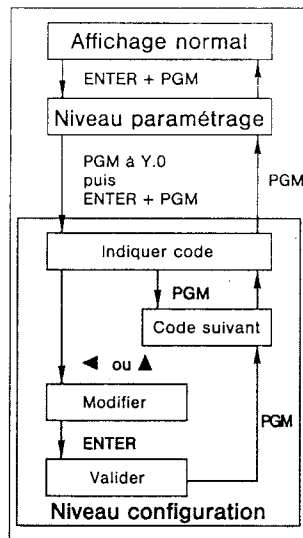 Affichage normal
ENTER + PGM
Niveau paramétrage
PGM à Y.0
puis
ENTER + PGM
PGM
Indiquer code
PGM
Code suivant
◄ ou ▲
Modifier
PGM
ENTER
Valider
Niveau configuration